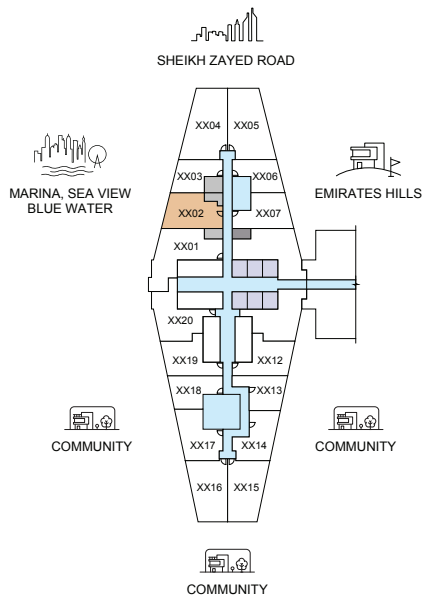 SHEIKH ZAYED ROAD
XX04
XX05
MARINA, SEA VIEW
BLUE WATER
EMIRATES HILLS
XX03
XX06
XX02
XX07
XX01
XX20
XX19
XX12
XX18
XX13
COMMUNITY
COMMUNITY
XX17
XX14
XX16
XX15
COMMUNITY